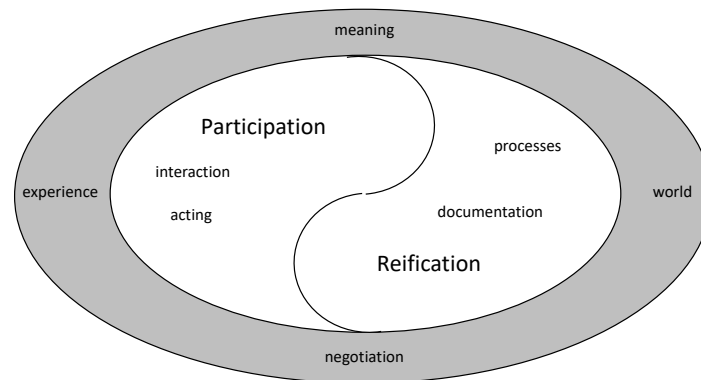 meaning
Participation
processes
interaction
experience
world
acting
documentation
Reification
negotiation